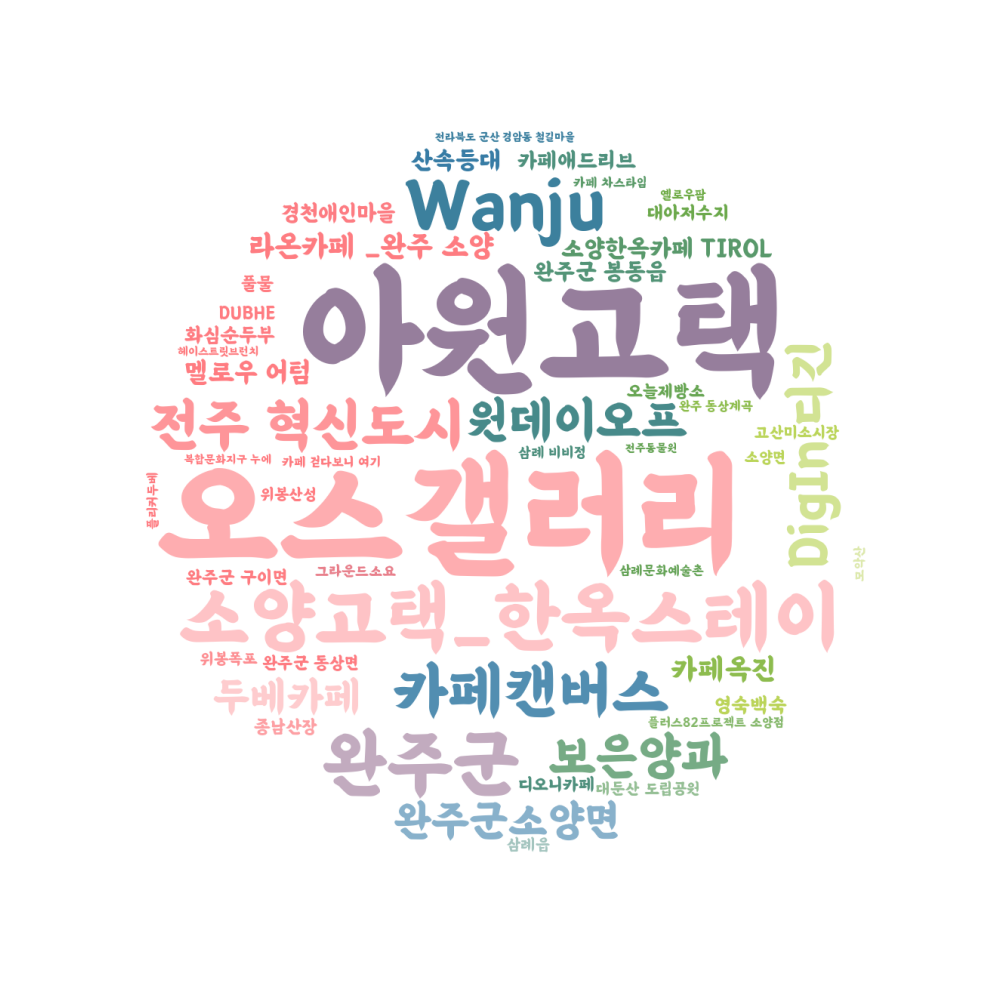 전라북도 군산 경암동 철길마을
산속등대
카페애드리브
카페 차스타임
Wanju
옐로우팜
경천애인마을
대아저수지
라온카페 _완주 소양
소양한옥카페 TIROL
완주군 봉동읍
풀물
아원고택
DUBHE
화심순두부
헤이스트릿브런치
멜로우 어텀
DigIn디긴
오늘제빵소
완주 동상계곡
전주 혁신도시
원데이오프
고산미소시장
삼례 비비정
전주동물원
소양면
복합문화지구 누에
카페 걷다보니 여기
플리커두베
위봉산성
오스갤러리
모악산
완주군 구이면
그라운드소요
삼례문화예술촌
소양고택_한옥스테이
위봉폭포
완주군 동상면
카페옥진
두베카페
카페캔버스
영숙백숙
종남산장
플러스82프로젝트 소양점
완주군
보은양과
디오니카페
대둔산 도립공원
완주군소양면
삼례읍